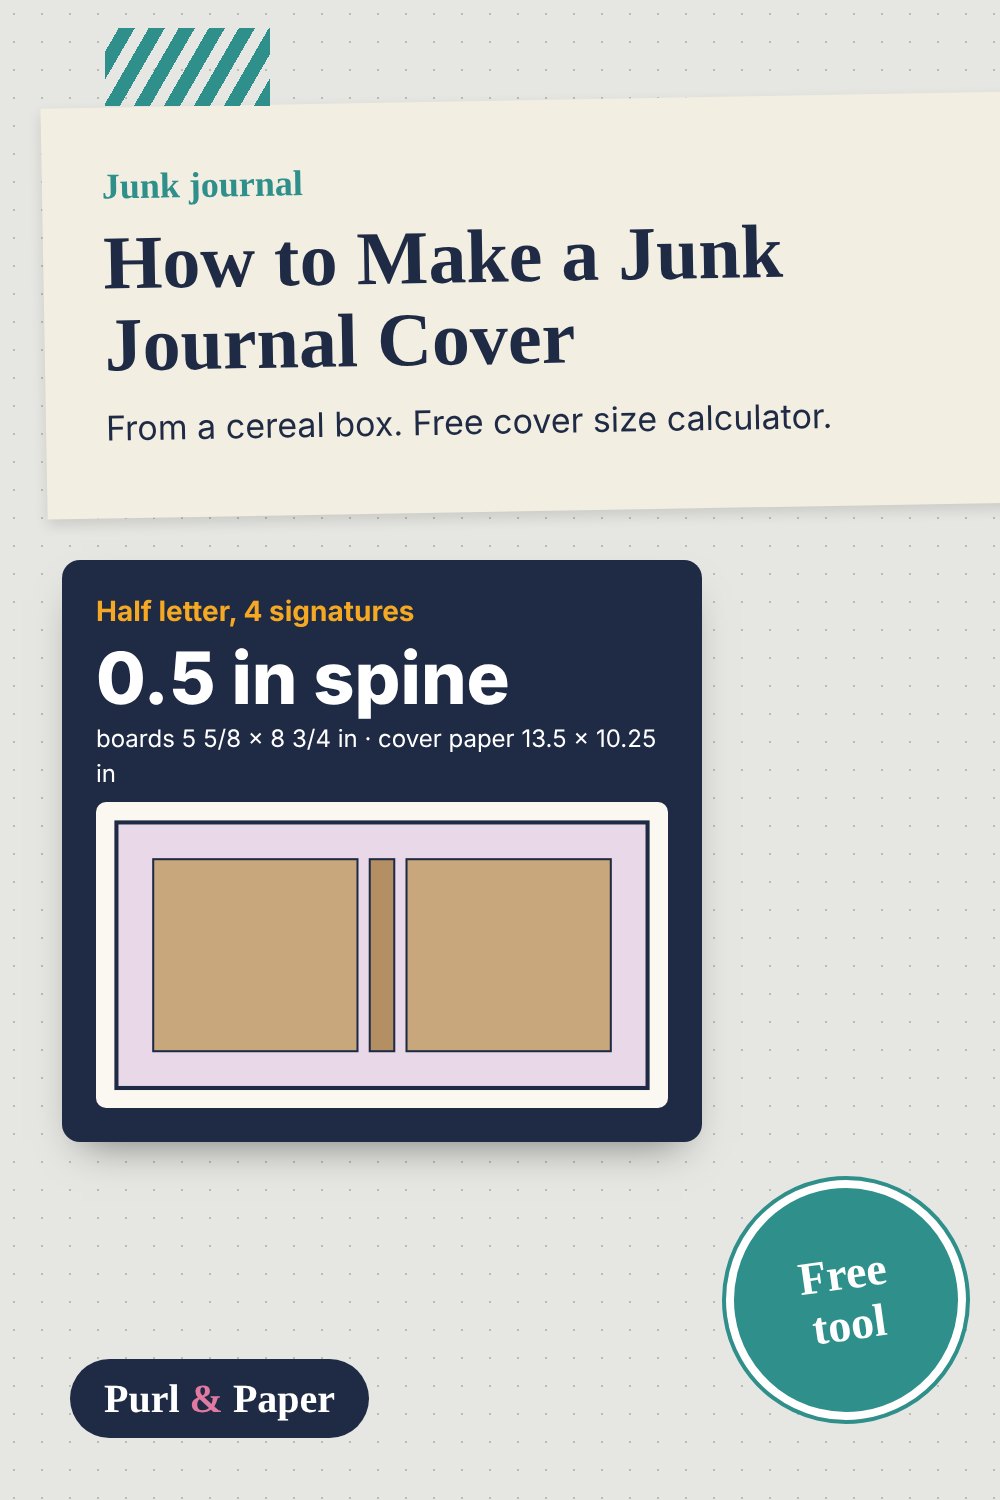 Junk journal
How to Make a Junk
Journal Cover
From a cereal box. Free cover size calculator.
Half letter, 4 signatures
0.5 in spine
boards 5 5/8 × 8 3/4 in · cover paper 13.5 × 10.25
in
Free
tool
Purl & Paper